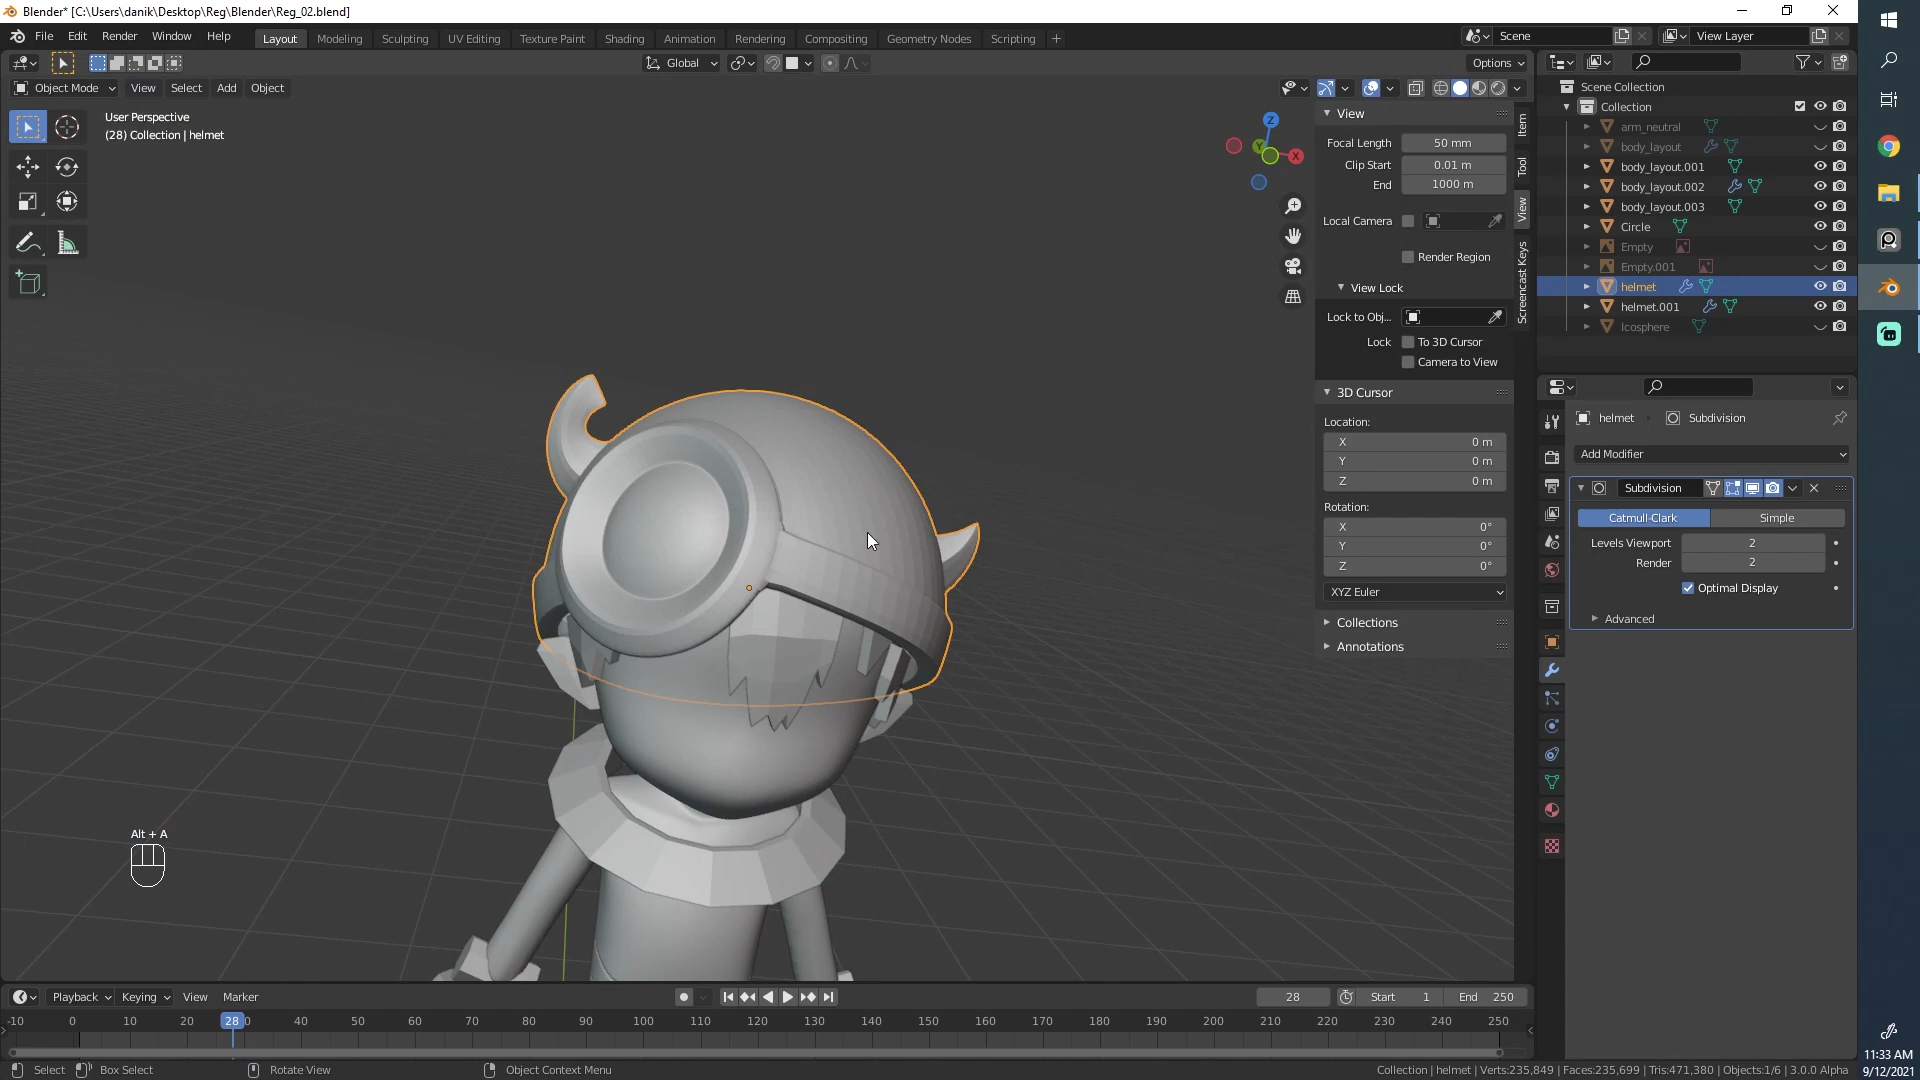 Blender* [C:\Users\danik\Desktop\Reg\Blender\Reg_02.blend]
File Edit Render Window Help Layout Modeling Sculpting UV Editing Texture Paint Shading Animation Rendering Compositing Geometry Nodes Scripting + Scene View Layer
Global Options
Object Mode View Select Add Object
User Perspective
(28) Collection | helmet
Z
Y
X
View
Focal Length 50 mm
Clip Start 0.01 m
End 1000 m
Local Camera
Render Region
View Lock
Lock to Obj...
Lock To 3D Cursor
Camera to View
3D Cursor
Location:
X 0 m
Y 0 m
Z 0 m
Rotation:
X 0°
Y 0°
Z 0°
XYZ Euler
Collections
Annotations
Item
Tool
View
Screencast Keys
Scene Collection
Collection
arm_neutral
body_layout
body_layout.001
body_layout.002
body_layout.003
Circle
Empty
Empty.001
helmet
helmet.001
Icosphere
helmet Subdivision
Add Modifier
Subdivision
Catmull-Clark Simple
Levels Viewport 2
Render 2
Optimal Display
Advanced
Alt + A
Playback Keying View Marker 28 Start 1 End 250
-10 0 10 20 28 0 40 50 60 70 80 90 100 110 120 130 140 150 160 170 180 190 200 210 220 230 240 250
Select Box Select Rotate View Object Context Menu Collection | helmet | Verts:235,849 | Faces:235,699 | Tris:471,380 | Objects:1/6 | 3.0.0 Alpha
11:33 AM
9/12/2021